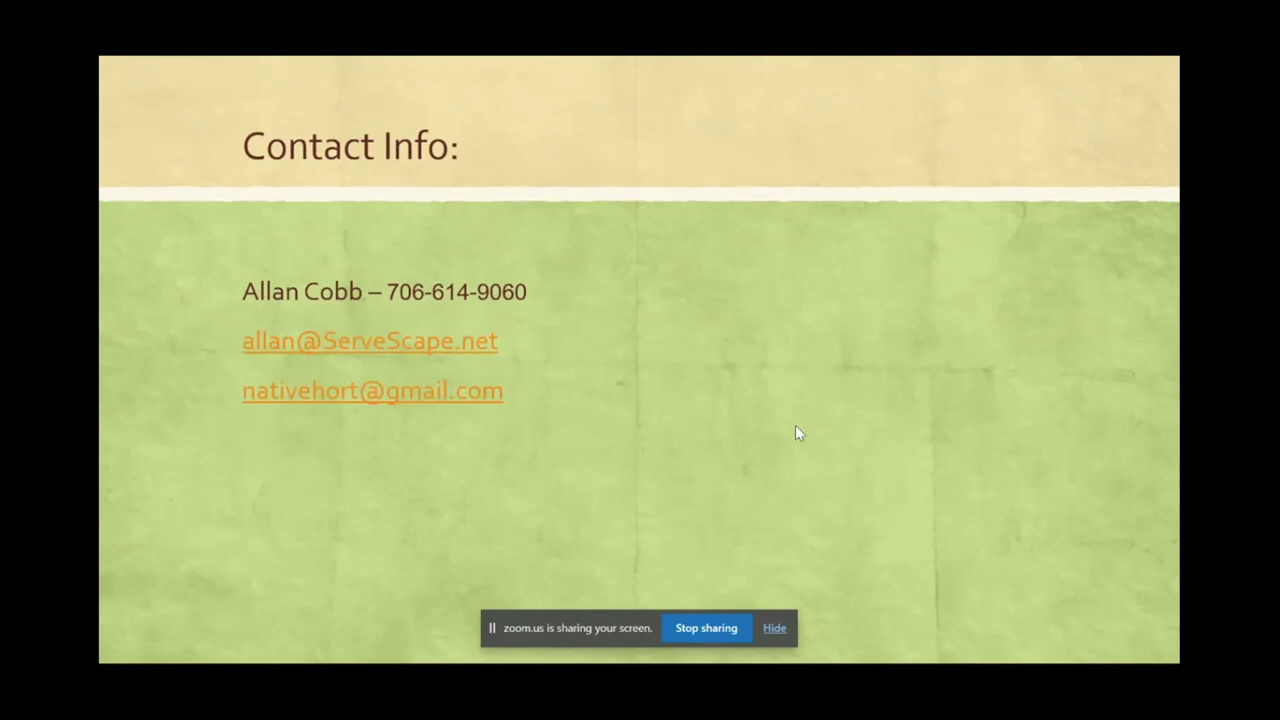 Contact Info:
Allan Cobb – 706-614-9060
allan@ServeScape.net
nativehort@gmail.com
zoom.us is sharing your screen. Stop sharing Hide